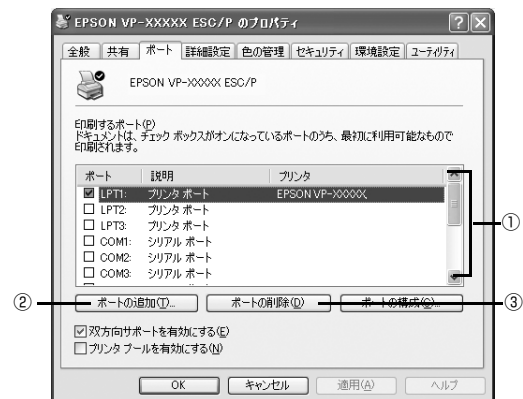 EPSON VP-XXXXX ESC/P のプロパティ
全般 共有 ポート 詳細設定 色の管理 セキュリティ 環境設定 ユーティリティ
EPSON VP-XXXXX ESC/P
印刷するポート(P)
ドキュメントは、チェック ボックスがオンになっているポートのうち、最初に利用可能なもので
印刷されます。
ポート 説明 プリンタ
LPT1: プリンタ ポート EPSON VP-XXXXX,
LPT2: プリンタ ポート
LPT3: プリンタ ポート
COM1: シリアル ポート
COM2: シリアル ポート
COM3: シリアル ポート
①
② ポートの追加(T)... ポートの削除(D) ポートの構成(C)... ③
双方向サポートを有効にする(E)
プリンタ プールを有効にする(N)
OK キャンセル 適用(A) ヘルプ